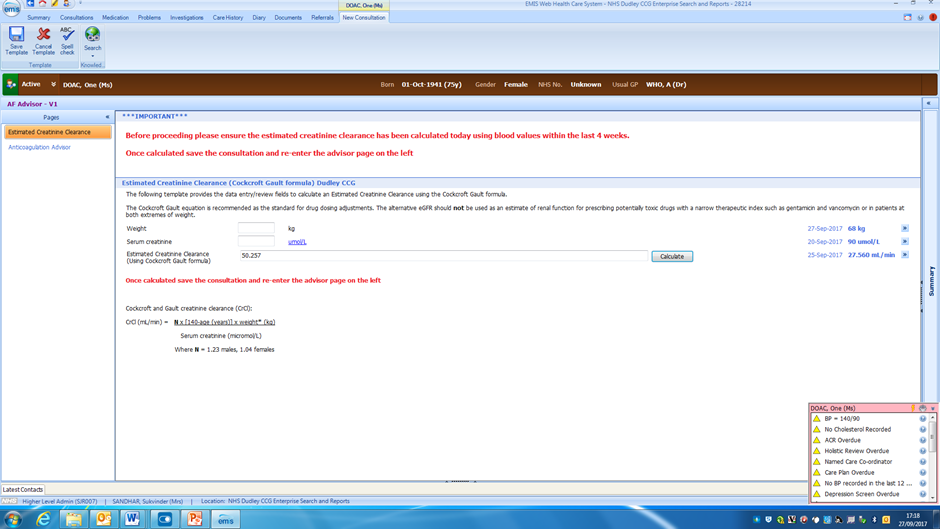 DOAC, One (Ms)
EMIS Web Health Care System - NHS Dudley CCG Enterprise Search and Reports - 28214
emis
Summary Consultations Medication Problems Investigations Care History Diary Documents Referrals New Consultation
Save Template
Cancel Template
ABC
Spell check
Search
Template
Knowled...
Active DOAC, One (Ms) Born 01-Oct-1941 (75y) Gender Female NHS No. Unknown Usual GP WHO, A (Dr)
AF Advisor - V1
Pages
Estimated Creatinine Clearance
Anticoagulation Advisor
***IMPORTANT***
Before proceeding please ensure the estimated creatinine clearance has been calculated today using blood values within the last 4 weeks.
Once calculated save the consultation and re-enter the advisor page on the left
Estimated Creatinine Clearance (Cockcroft Gault formula) Dudley CCG
The following template provides the data entry/review fields to calculate an Estimated Creatinine Clearance using the Cockcroft Gault formula.
The Cockcroft Gault equation is recommended as the standard for drug dosing adjustments. The alternative eGFR should not be used as an estimate of renal function for prescribing potentially toxic drugs with a narrow therapeutic index such as gentamicin and vancomycin or in patients at
both extremes of weight.
Weight kg 27-Sep-2017 68 kg
Serum creatinine umol/L 20-Sep-2017 90 umol/L
Estimated Creatinine Clearance 50.257 Calculate 25-Sep-2017 27.560 mL/min
(Using Cockcroft Gault formula)
Once calculated save the consultation and re-enter the advisor page on the left
Cockcroft and Gault creatinine clearance (CrCl):
CrCl (mL/min) = N x [140-age (years)] x weight* (kg)
Serum creatinine (micromol/L)
Where N = 1.23 males, 1.04 females
Summary
DOAC, One (Ms)
BP = 140/90
No Cholesterol Recorded
ACR Overdue
Holistic Review Overdue
Named Care Co-ordinator
Care Plan Overdue
No BP recorded in the last 12 ...
Depression Screen Overdue
Latest Contacts
NHS Higher Level Admin (SJR007) SANDHAR, Sukvinder (Mrs) Location: NHS Dudley CCG Enterprise Search and Reports
emis
17:18
27/09/2017